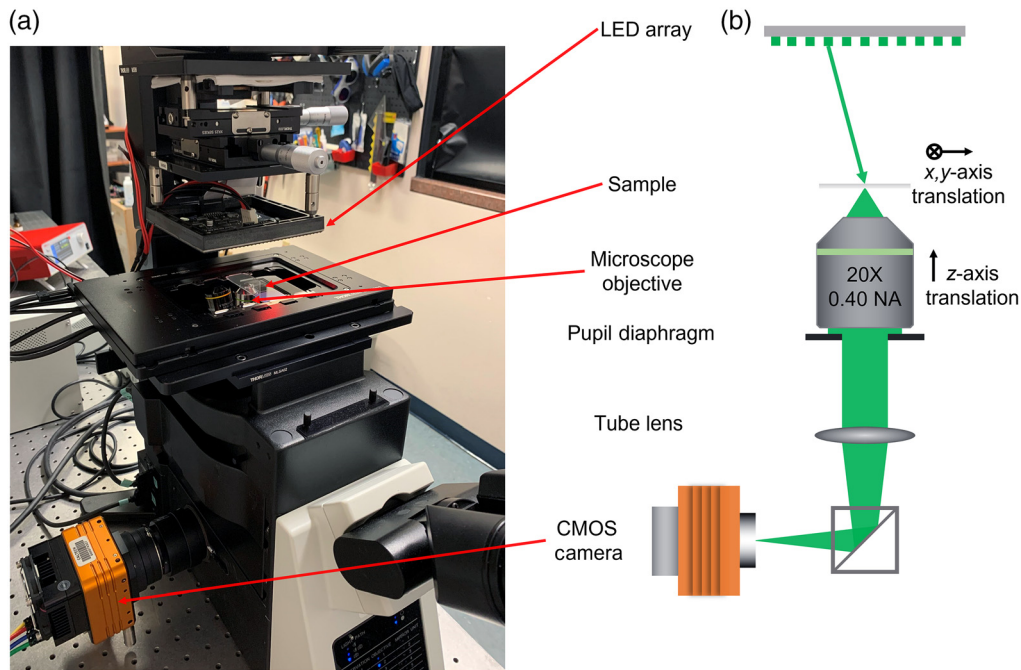 (a)
(b)
LED array
Sample
Microscope
objective
Pupil diaphragm
Tube lens
CMOS
camera
x,y-axis
translation
z-axis
translation
20X
0.40 NA
THORLABS